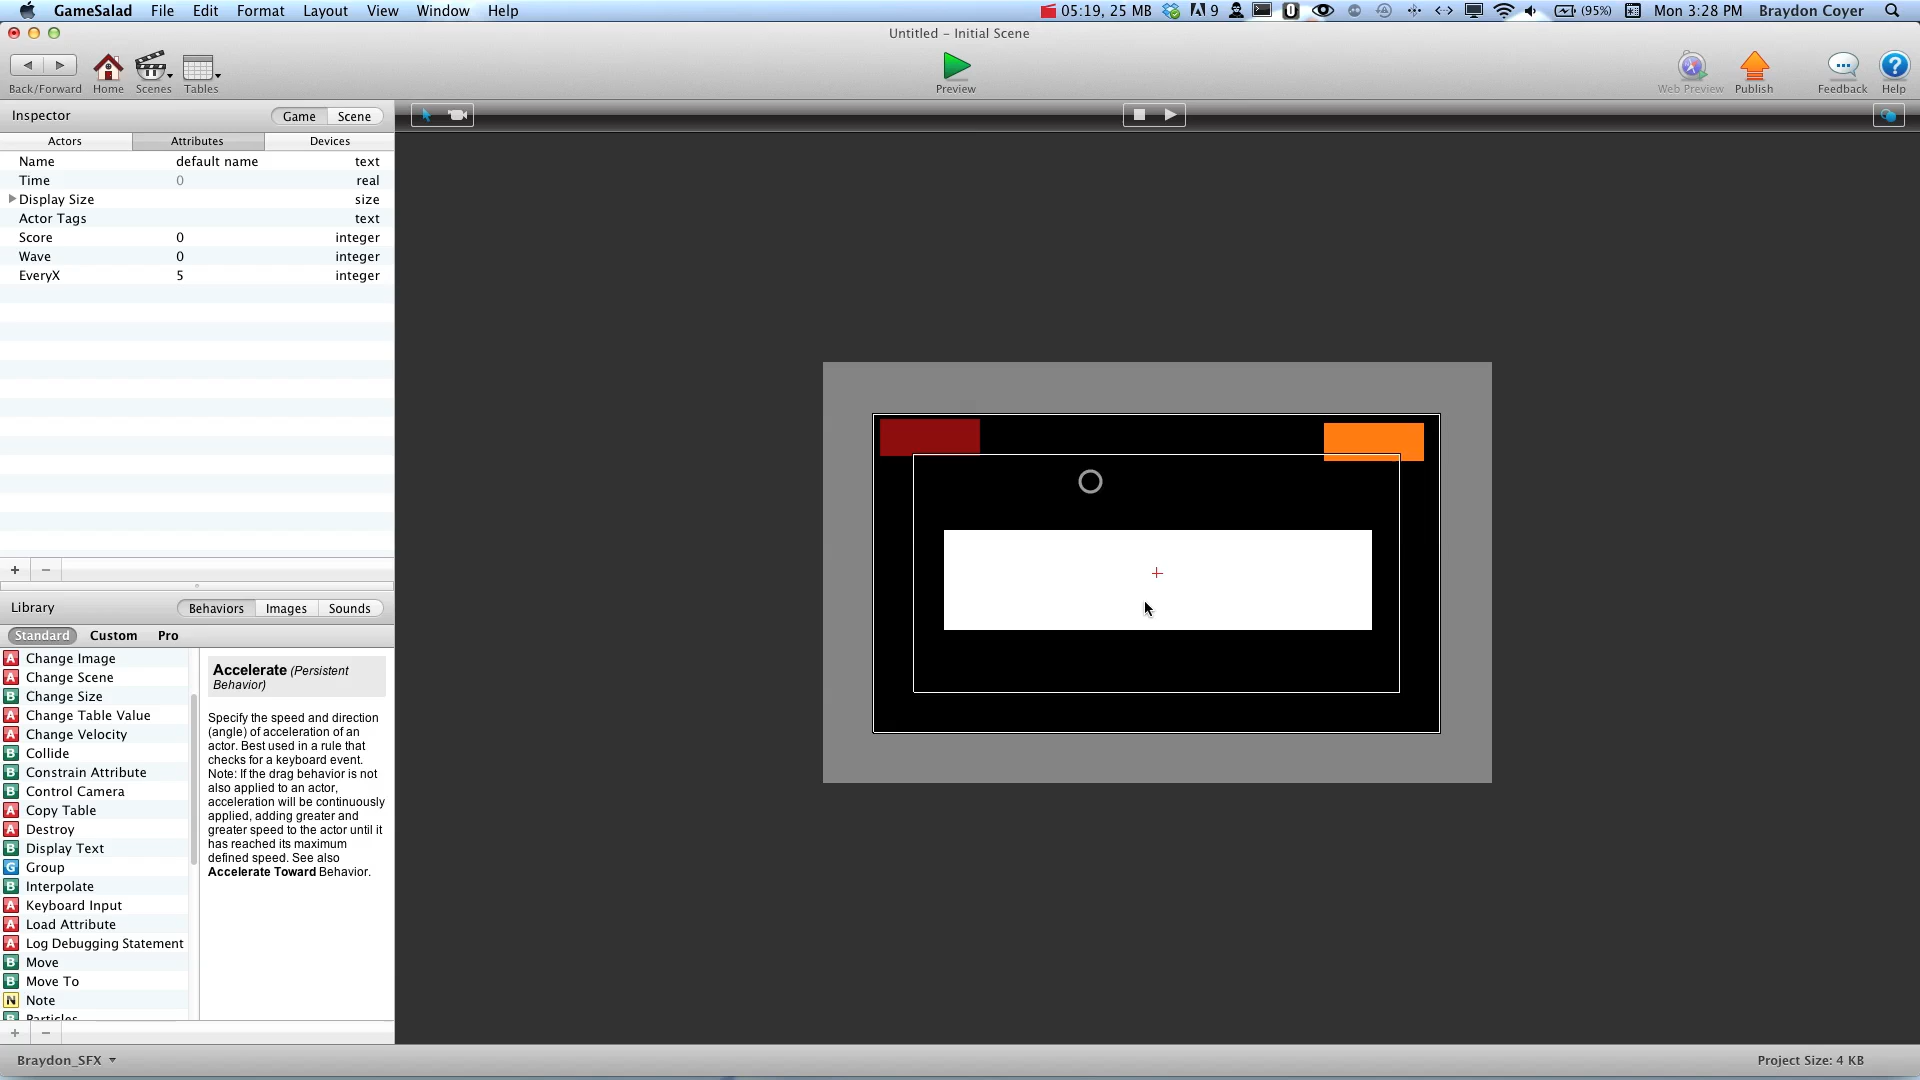 GameSalad File Edit Format Layout View Window Help 05:19, 25 MB 9 (95%) Mon 3:28 PM Braydon Coyer
Untitled – Initial Scene
Back/Forward Home Scenes Tables Preview Web Preview Publish Feedback Help
Inspector Game Scene
Actors Attributes Devices
Name default name text
Time 0 real
Display Size size
Actor Tags text
Score 0 integer
Wave 0 integer
EveryX 5 integer
Library Behaviors Images Sounds
Standard Custom Pro
A Change Image
A Change Scene
B Change Size
A Change Table Value
A Change Velocity
B Collide
B Constrain Attribute
B Control Camera
A Copy Table
A Destroy
B Display Text
G Group
B Interpolate
A Keyboard Input
A Load Attribute
A Log Debugging Statement
B Move
B Move To
N Note
B Particles
Accelerate (Persistent
Behavior)
Specify the speed and direction
(angle) of acceleration of an
actor. Best used in a rule that
checks for a keyboard event.
Note: If the drag behavior is not
also applied to an actor,
acceleration will be continuously
applied, adding greater and
greater speed to the actor until it
has reached its maximum
defined speed. See also
Accelerate Toward Behavior.
Braydon_SFX Project Size: 4 KB